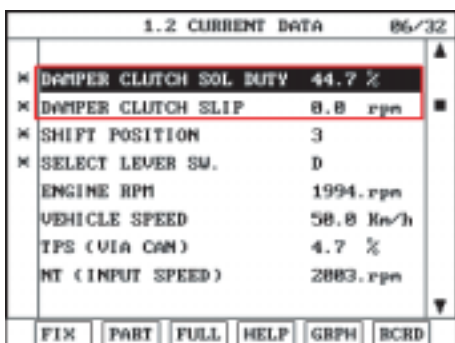 1.2 CURRENT DATA 06/32
* DAMPER CLUTCH SOL DUTY 44.7 %
* DAMPER CLUTCH SLIP 0.0 rpm
* SHIFT POSITION 3
* SELECT LEVER SW. D
ENGINE RPM 1994.rpm
VEHICLE SPEED 50.0 Km/h
TPS (VIA CAN) 4.7 %
NT (INPUT SPEED) 2003.rpm
FIX PART FULL HELP GRPH RCRD